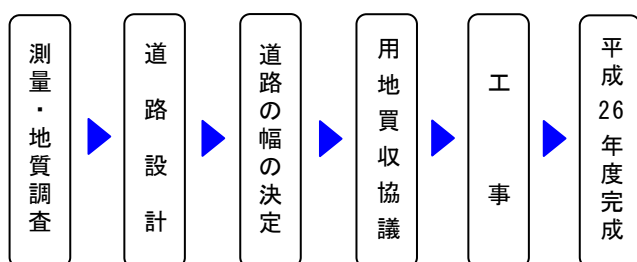 測量・地質調査
道路設計
道路の幅の決定
用地買収協議
工事
平成26年度完成